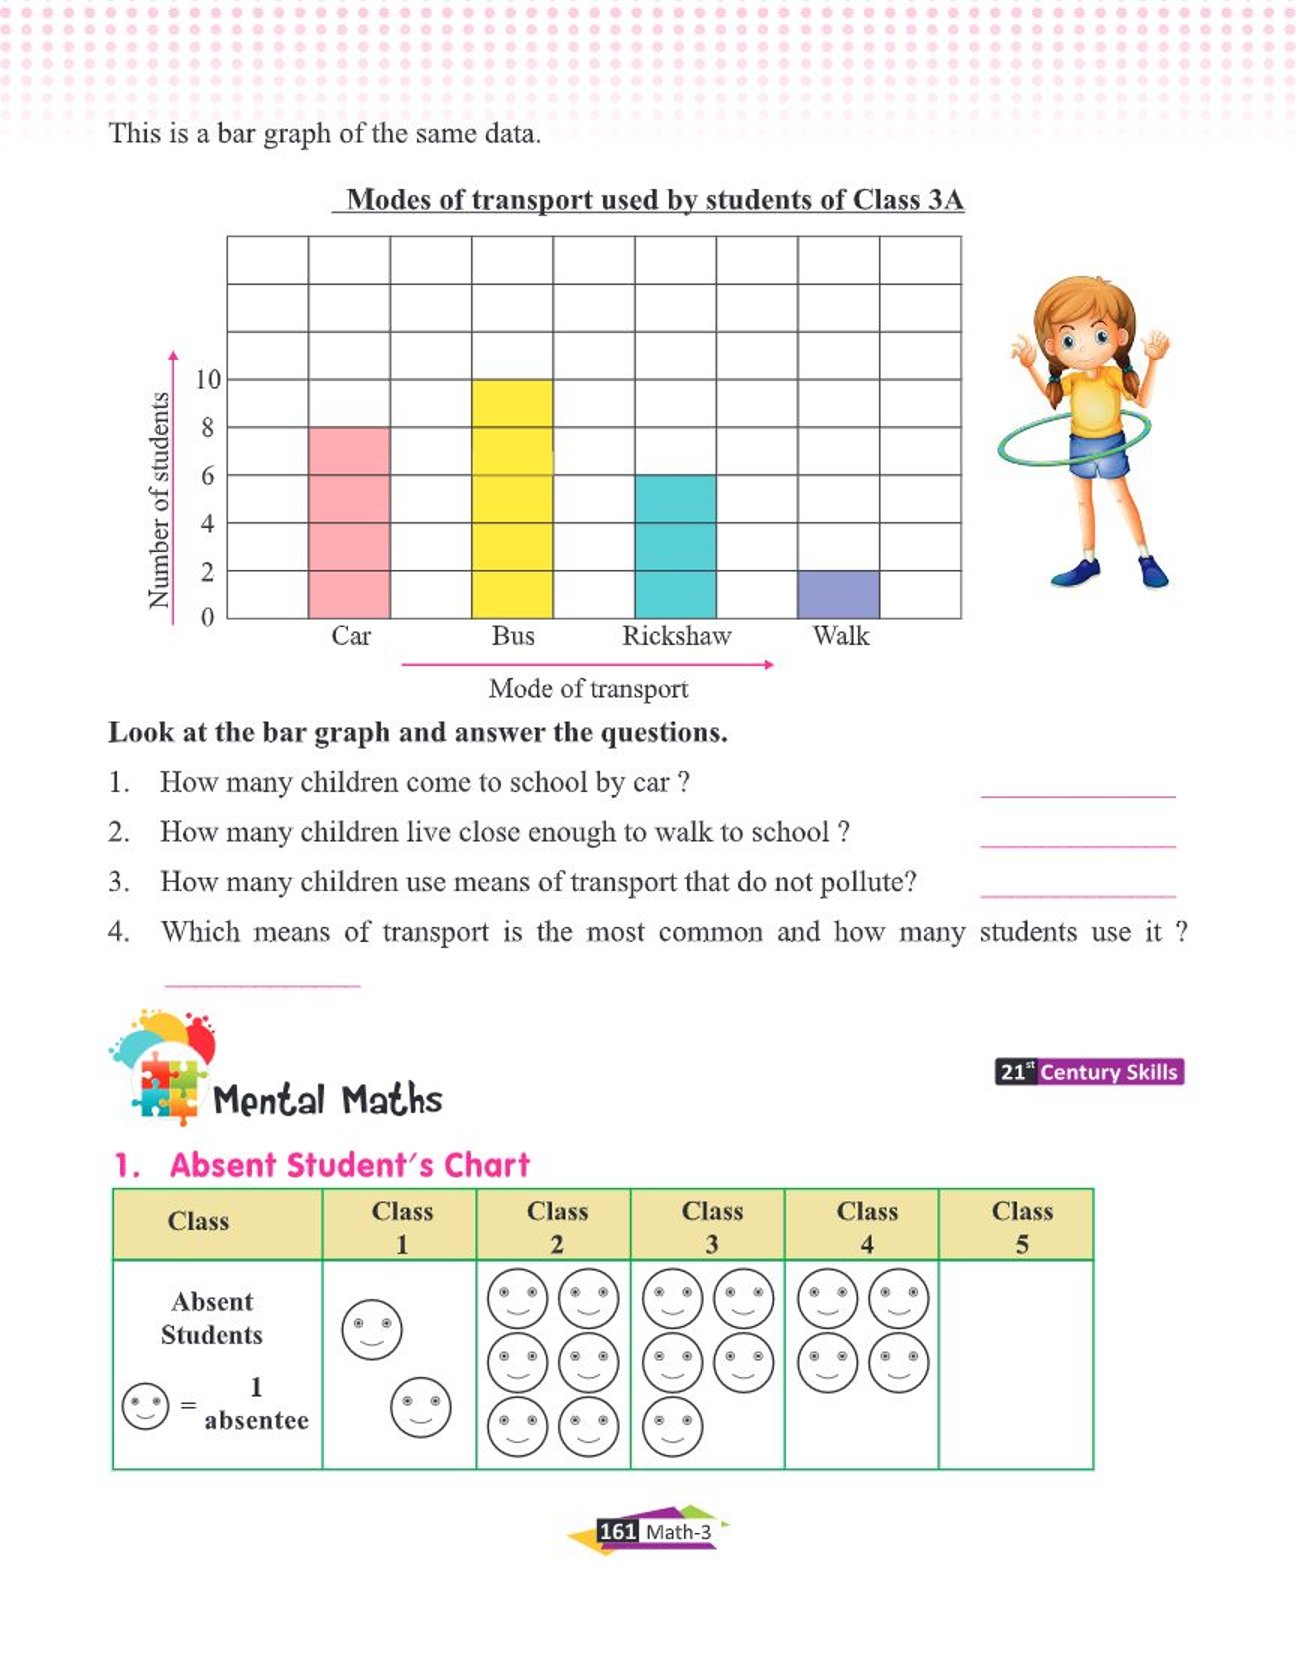 This is a bar graph of the same data.
Modes of transport used by students of Class 3A
Number of students
10
8
6
4
2
0
Car Bus Rickshaw Walk
Mode of transport
Look at the bar graph and answer the questions.
1. How many children come to school by car ?
2. How many children live close enough to walk to school ?
3. How many children use means of transport that do not pollute?
4. Which means of transport is the most common and how many students use it ?
Mental Maths
21st Century Skills
1. Absent Student's Chart
Class Class 1 Class 2 Class 3 Class 4 Class 5
Absent
Students
= 1
absentee
161 Math-3